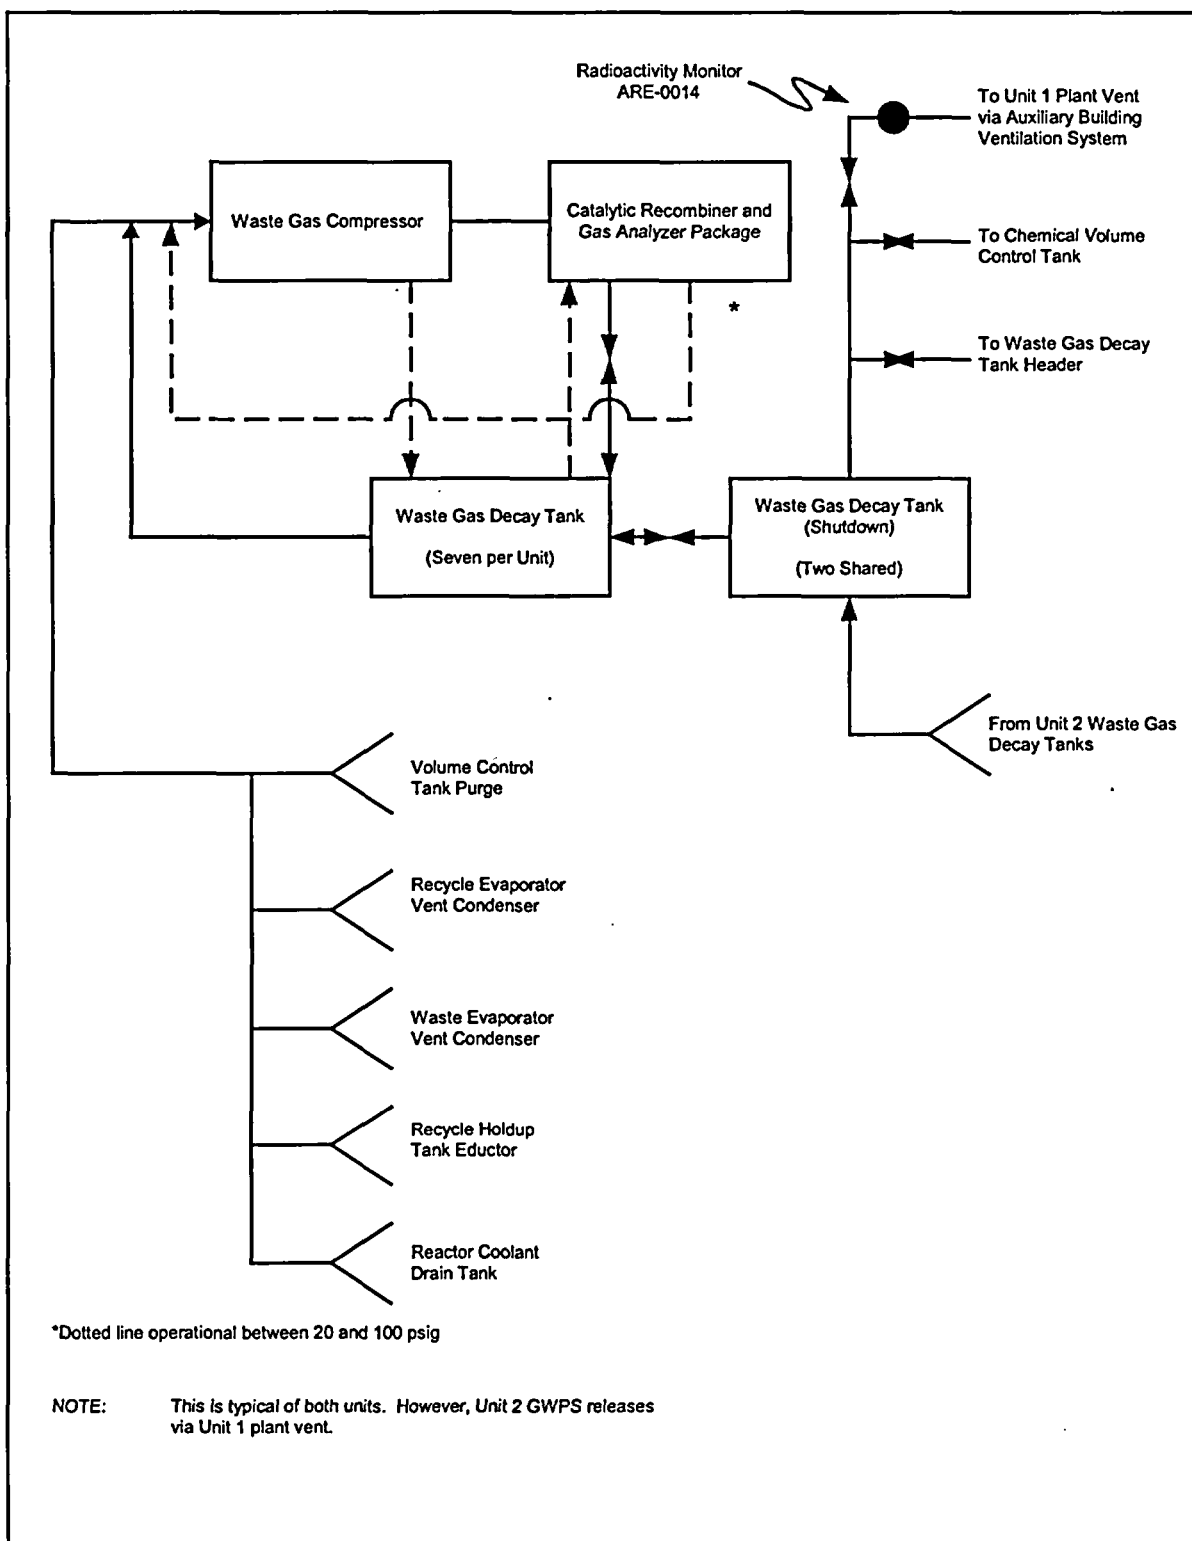 Radioactivity Monitor
ARE-0014
To Unit 1 Plant Vent
via Auxiliary Building
Ventilation System
Waste Gas Compressor
Catalytic Recombiner and
Gas Analyzer Package
To Chemical Volume
Control Tank
*
To Waste Gas Decay
Tank Header
Waste Gas Decay Tank
(Seven per Unit)
Waste Gas Decay Tank
(Shutdown)
(Two Shared)
From Unit 2 Waste Gas
Decay Tanks
Volume Control
Tank Purge
Recycle Evaporator
Vent Condenser
Waste Evaporator
Vent Condenser
Recycle Holdup
Tank Eductor
Reactor Coolant
Drain Tank
*Dotted line operational between 20 and 100 psig
NOTE: This is typical of both units. However, Unit 2 GWPS releases
via Unit 1 plant vent.